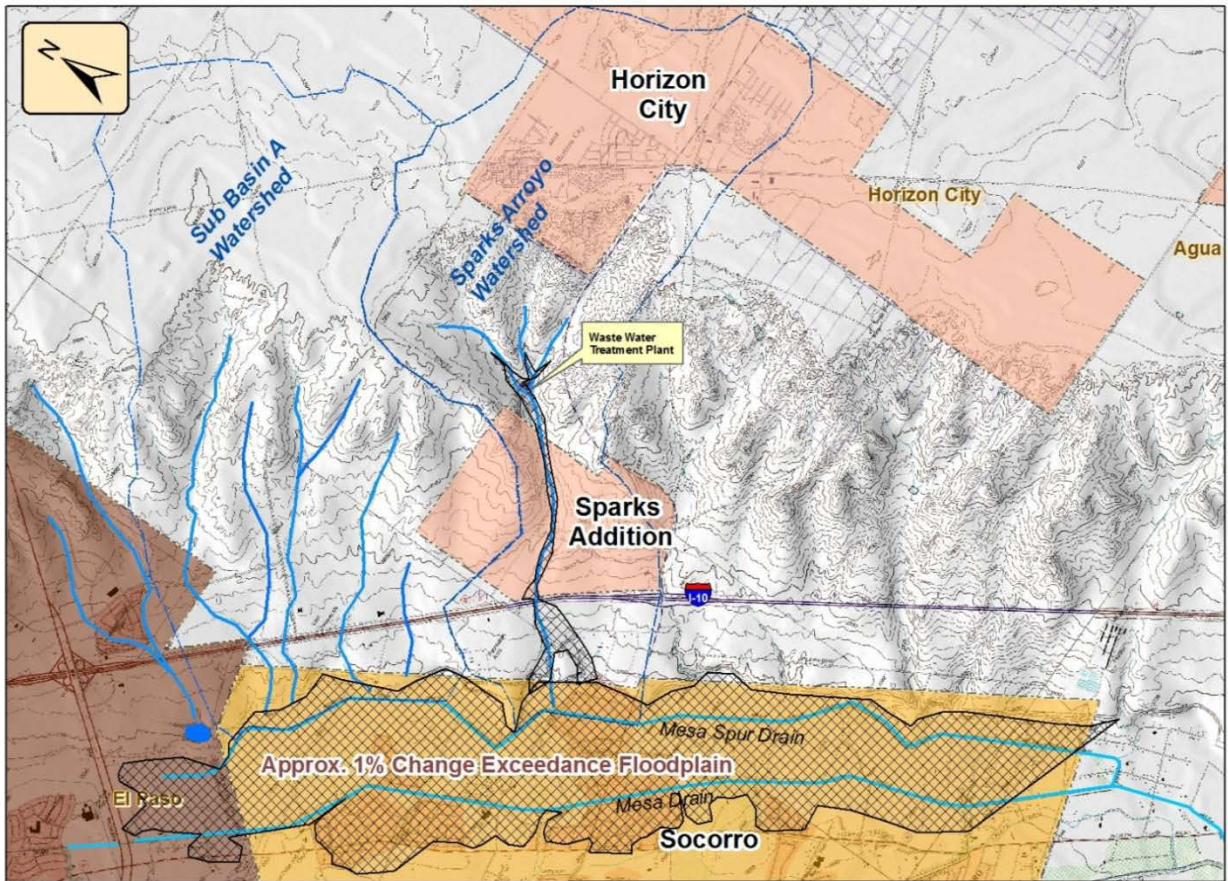 N
Horizon
City
Sub Basin A
Watershed
Sparks Arroyo
Watershed
Horizon City
Agua
Waste Water
Treatment Plant
Sparks
Addition
I-10
Mesa Spur Drain
Approx. 1% Change Exceedance Floodplain
El Paso
Mesa Drain
Socorro